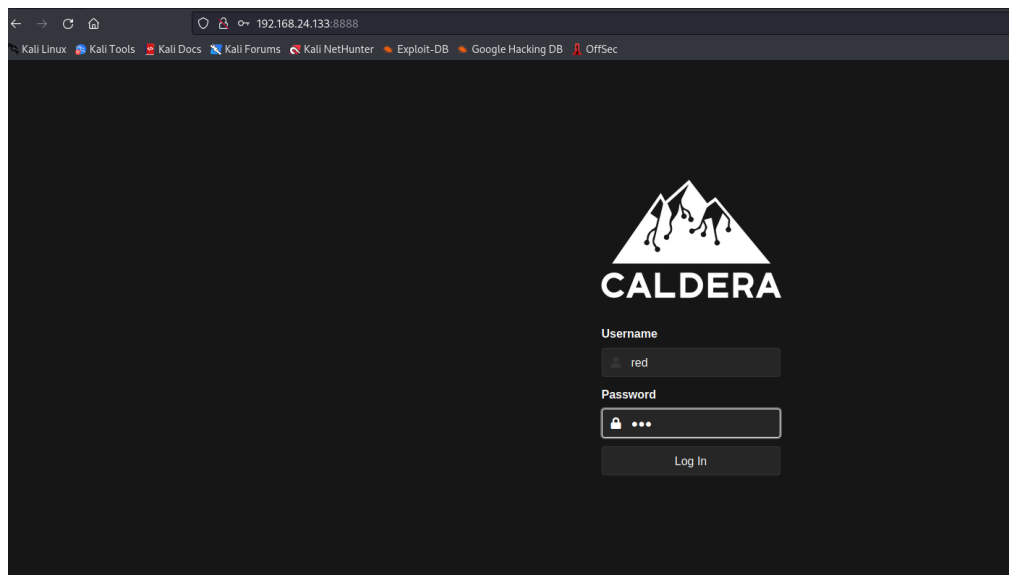 192.168.24.133:8888
Kali Linux Kali Tools Kali Docs Kali Forums Kali NetHunter Exploit-DB Google Hacking DB OffSec
CALDERA
Username
red
Password
•••
Log In